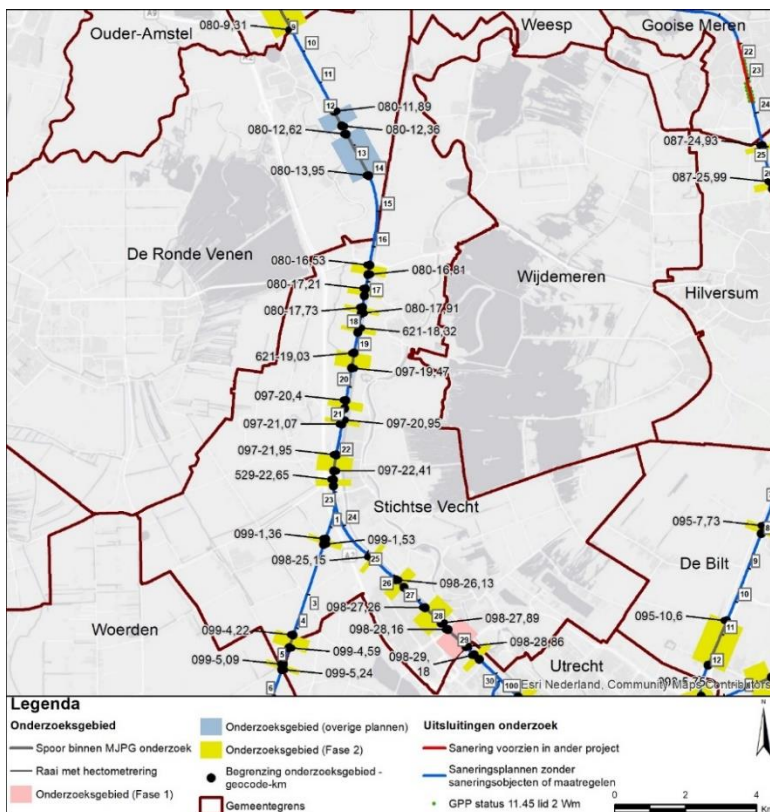 Ouder-Amstel
Weesp
Gooise Meren
080-9,31
9
10
11
22
23
24
12
080-11,89
080-12,62
080-12,36
13
087-24,93
25
080-13,95
14
087-25,99
15
16
De Ronde Venen
080-16,53
080-16,81
Wijdemeren
080-17,21
17
Hilversum
080-17,73
080-17,91
18
621-18,32
19
621-19,03
097-19,47
20
097-20,4
21
097-20,95
097-21,07
097-21,95
22
097-22,41
529-22,65
23
Stichtse Vecht
095-7,73
8
1
24
099-1,36
099-1,53
9
098-25,15
25
De Bilt
26
098-26,13
10
3
27
098-27,26
095-10,6
Woerden
28
098-27,89
11
4
098-28,16
099-4,22
29
098-28,86
5
099-4,59
098-29,
18
099-5,09
Utrecht
12
099-5,24
6
30
100
Esri Nederland, Community Maps Contributors
Legenda
Onderzoeksgebied
Spoor binnen MJPG onderzoek
Raai met hectometrering
Onderzoeksgebied (Fase 1)
Onderzoeksgebied (overige plannen)
Onderzoeksgebied (Fase 2)
Begrenzing onderzoeksgebied -
geocode-km
Gemeentegrens
Uitsluitingen onderzoek
Sanering voorzien in ander project
Saneringsplannen zonder
saneringsobjecten of maatregelen
GPP status 11.45 lid 2 Wm
N
0
2
4